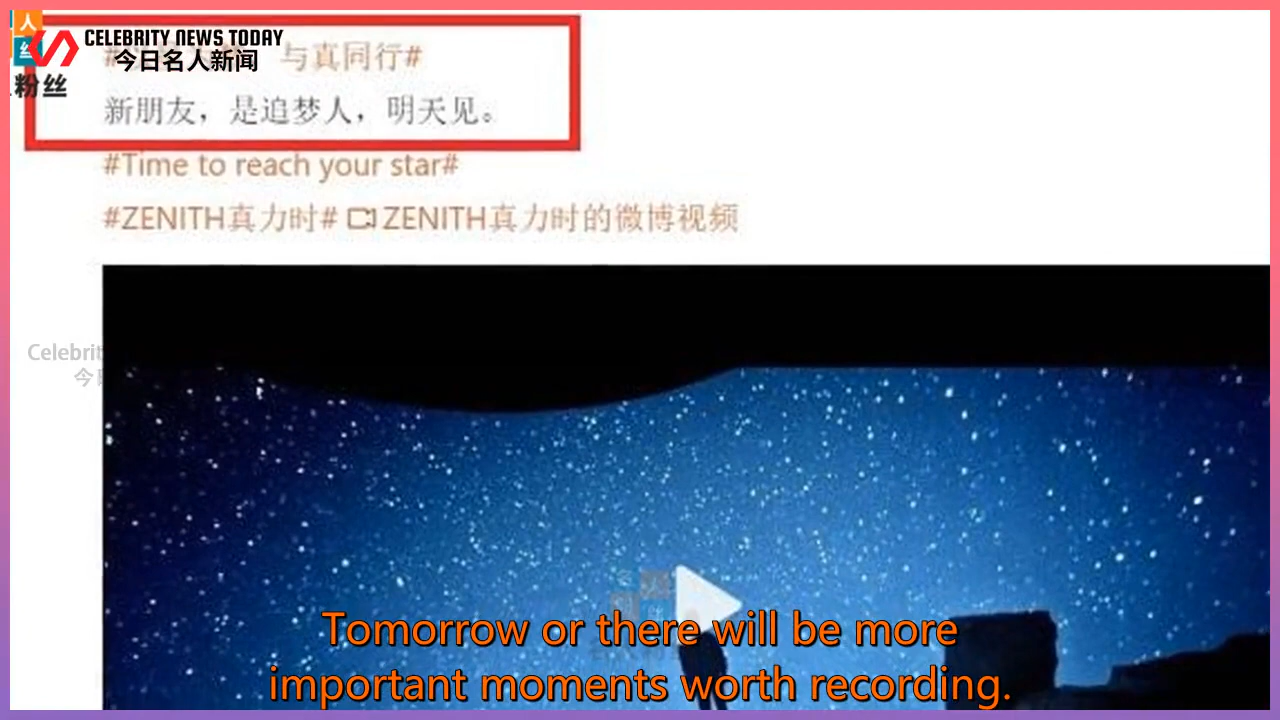 人
丝
粉丝
CELEBRITY NEWS TODAY
今日名人新闻
与真同行#
新朋友，是追梦人，明天见。
#Time to reach your star#
#ZENITH真力时# ZENITH真力时的微博视频
Celebrit
今
Tomorrow or there will be more
important moments worth recording.